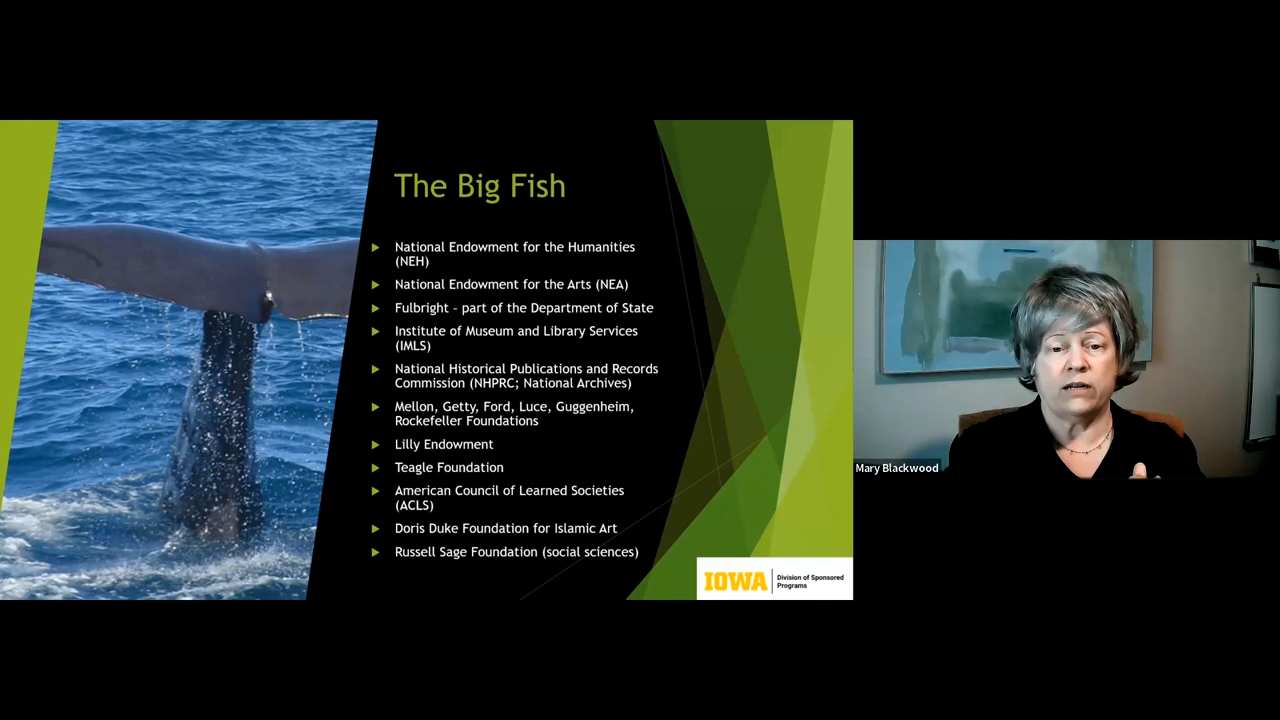 The Big Fish
National Endowment for the Humanities
(NEH)
National Endowment for the Arts (NEA)
Fulbright – part of the Department of State
Institute of Museum and Library Services
(IMLS)
National Historical Publications and Records
Commission (NHPRC; National Archives)
Mellon, Getty, Ford, Luce, Guggenheim,
Rockefeller Foundations
Lilly Endowment
Teagle Foundation
American Council of Learned Societies
(ACLS)
Doris Duke Foundation for Islamic Art
Russell Sage Foundation (social sciences)
IOWA
Division of Sponsored
Programs
Mary Blackwood